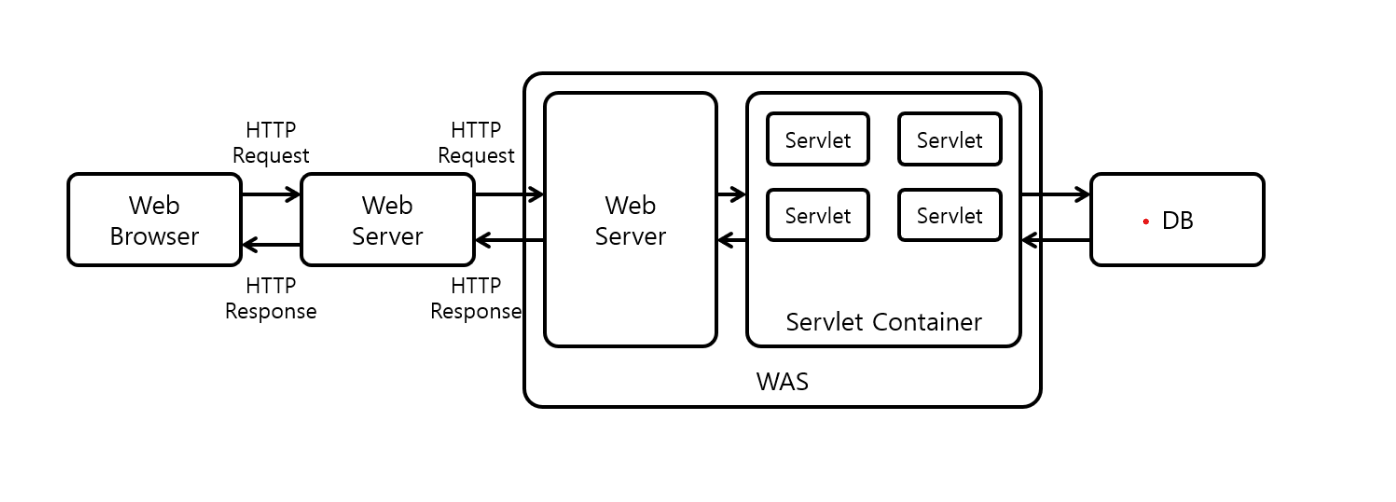 HTTP
Request
HTTP
Request
Web
Browser
Web
Server
HTTP
Response
HTTP
Response
Web
Server
Servlet
Servlet
Servlet
Servlet
Servlet Container
WAS
DB